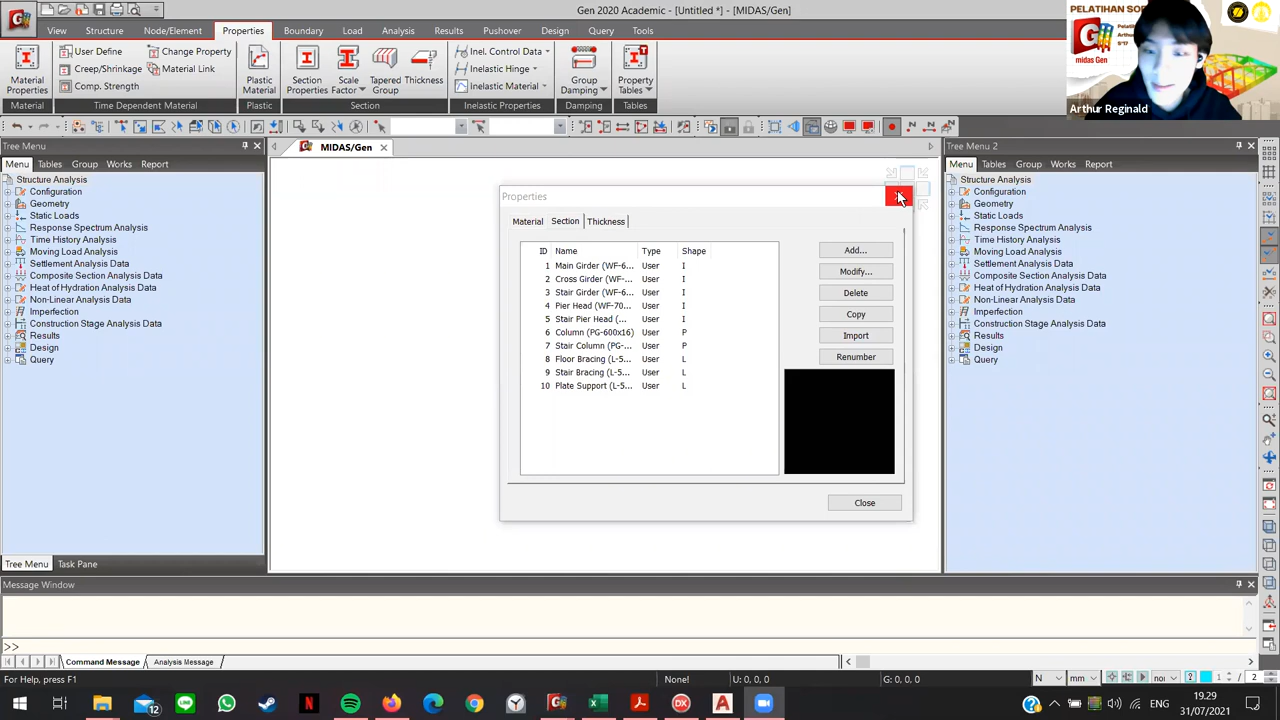 Gen 2020 Academic - [Untitled *] - [MIDAS/Gen]
View Structure Node/Element Properties Boundary Load Analysis Results Pushover Design Query Tools
Material Properties
User Define
Creep/Shrinkage
Comp. Strength
Change Property
Material Link
Plastic Material
Section Properties
Scale Factor
Tapered Group
Thickness
Inel. Control Data
Inelastic Hinge
Inelastic Material
Group Damping
Property Tables
Material Time Dependent Material Plastic Section Inelastic Properties Damping Tables
midas Gen
Arthur Reginald
Tree Menu
Menu Tables Group Works Report
Structure Analysis
Configuration
Geometry
Static Loads
Response Spectrum Analysis
Time History Analysis
Moving Load Analysis
Settlement Analysis Data
Composite Section Analysis Data
Heat of Hydration Analysis Data
Non-Linear Analysis Data
Imperfection
Construction Stage Analysis Data
Results
Design
Query
Tree Menu Task Pane
MIDAS/Gen
Properties
Material Section Thickness
ID Name Type Shape
1 Main Girder (WF-6... User I
2 Cross Girder (WF-... User I
3 Stair Girder (WF-6... User I
4 Pier Head (WF-70... User I
5 Stair Pier Head (... User I
6 Column (PG-600x16) User P
7 Stair Column (PG-... User P
8 Floor Bracing (L-5... User L
9 Stair Bracing (L-5... User L
10 Plate Support (L-5... User L
Add...
Modify...
Delete
Copy
Import
Renumber
Close
Tree Menu 2
Menu Tables Group Works Report
Structure Analysis
Configuration
Geometry
Static Loads
Response Spectrum Analysis
Time History Analysis
Moving Load Analysis
Settlement Analysis Data
Composite Section Analysis Data
Heat of Hydration Analysis Data
Non-Linear Analysis Data
Imperfection
Construction Stage Analysis Data
Results
Design
Query
Message Window
>>
Command Message Analysis Message
For Help, press F1 None! U: 0, 0, 0 G: 0, 0, 0 N mm 1 / 2
12
ENG
19.29
31/07/2021